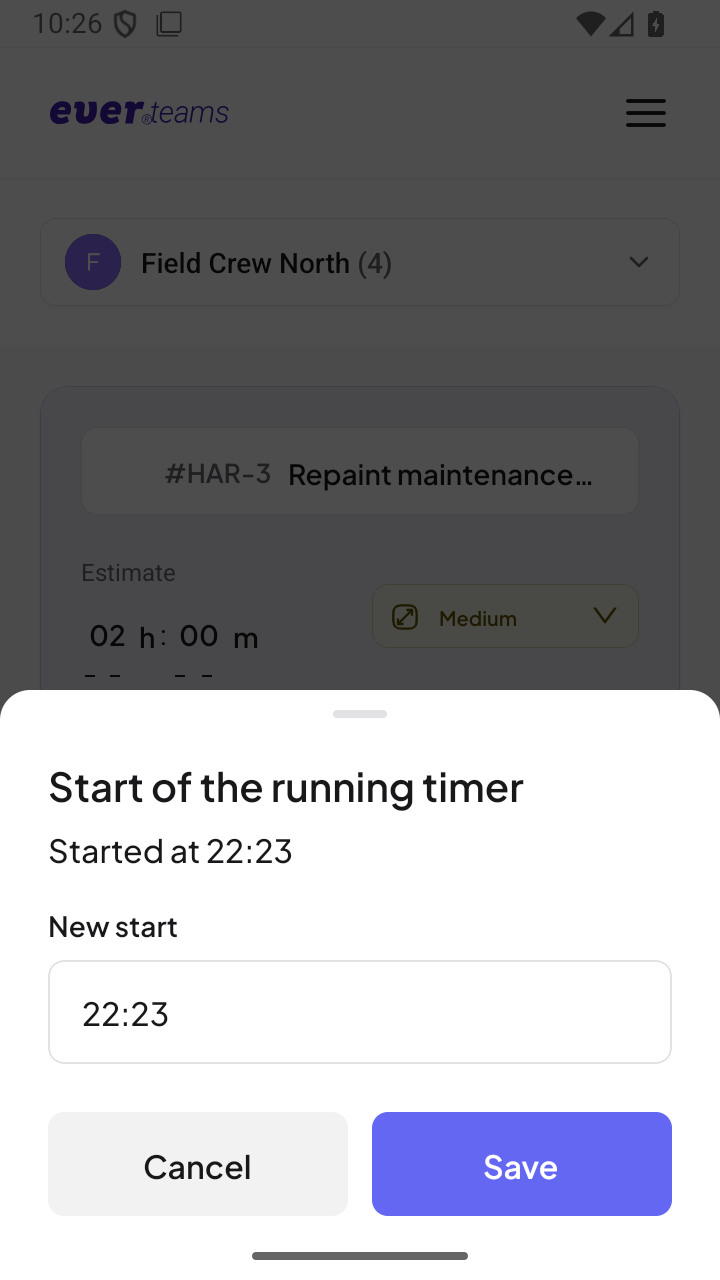 10:26
ever®teams
F Field Crew North (4)
#HAR-3 Repaint maintenance…
Estimate
02 h : 00 m
Medium
Start of the running timer
Started at 22:23
New start
22:23
Cancel
Save